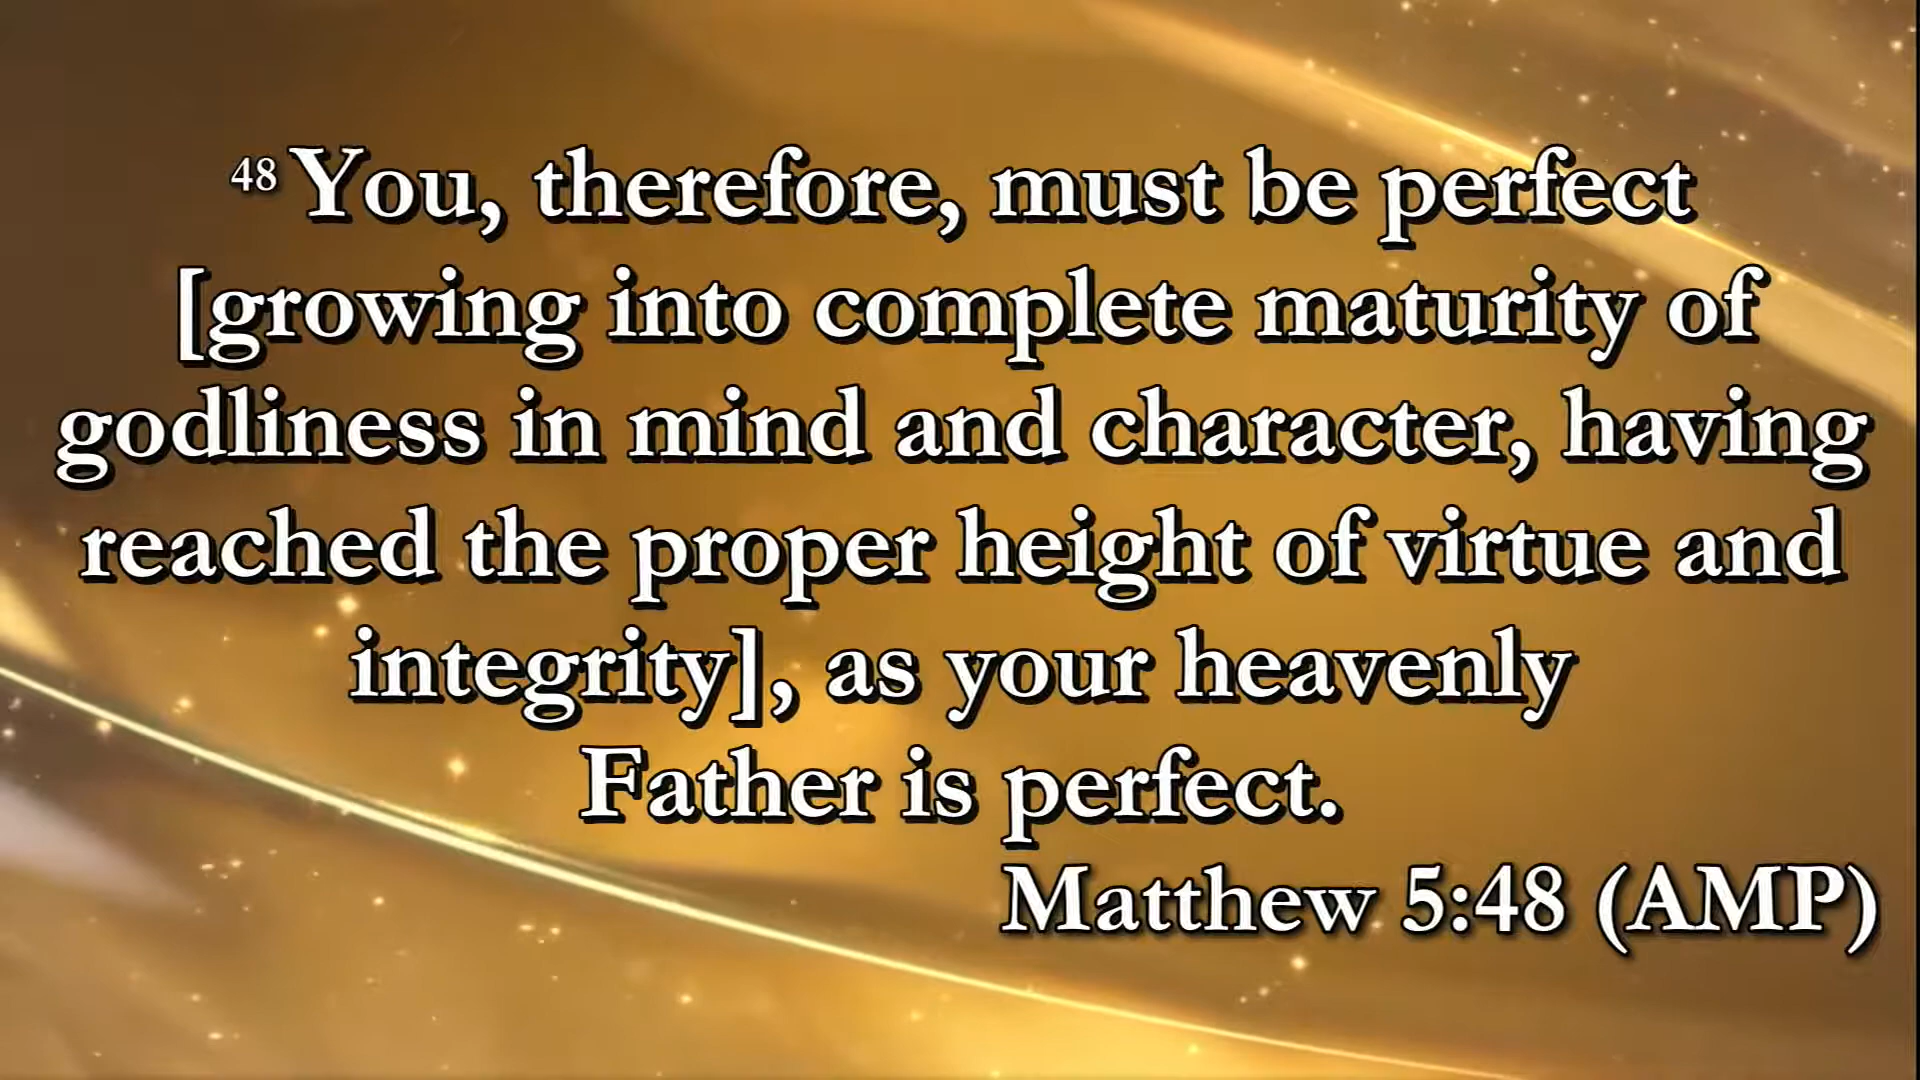 48 You, therefore, must be perfect
[growing into complete maturity of
godliness in mind and character, having
reached the proper height of virtue and
integrity], as your heavenly
Father is perfect.
Matthew 5:48 (AMP)